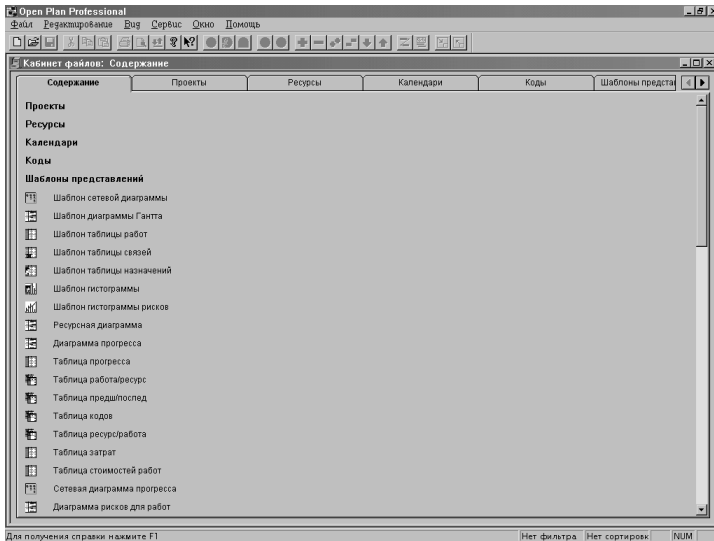 Open Plan Professional
Файл Редактирование Вид Сервис Окно Помощь
Кабинет файлов: Содержание
Содержание Проекты Ресурсы Календари Коды Шаблоны предста
Проекты
Ресурсы
Календари
Коды
Шаблоны представлений
Шаблон сетевой диаграммы
Шаблон диаграммы Гантта
Шаблон таблицы работ
Шаблон таблицы связей
Шаблон таблицы назначений
Шаблон гистограммы
Шаблон гистограммы рисков
Ресурсная диаграмма
Диаграмма прогресса
Таблица прогресса
Таблица работа/ресурс
Таблица предш/послед
Таблица кодов
Таблица ресурс/работа
Таблица затрат
Таблица стоимостей работ
Сетевая диаграмма прогресса
Диаграмма рисков для работ
Для получения справки нажмите F1 Нет фильтра Нет сортировк NUM